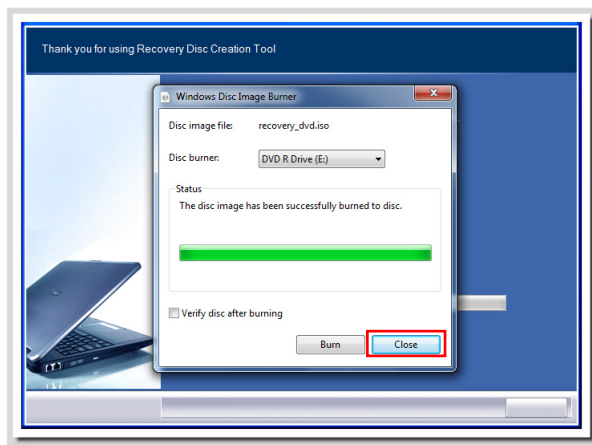 Thank you for using Recovery Disc Creation Tool
Windows Disc Image Burner
Disc image file: recovery_dvd.iso
Disc burner: DVD R Drive (E:)
Status
The disc image has been successfully burned to disc.
Verify disc after burning
Burn Close